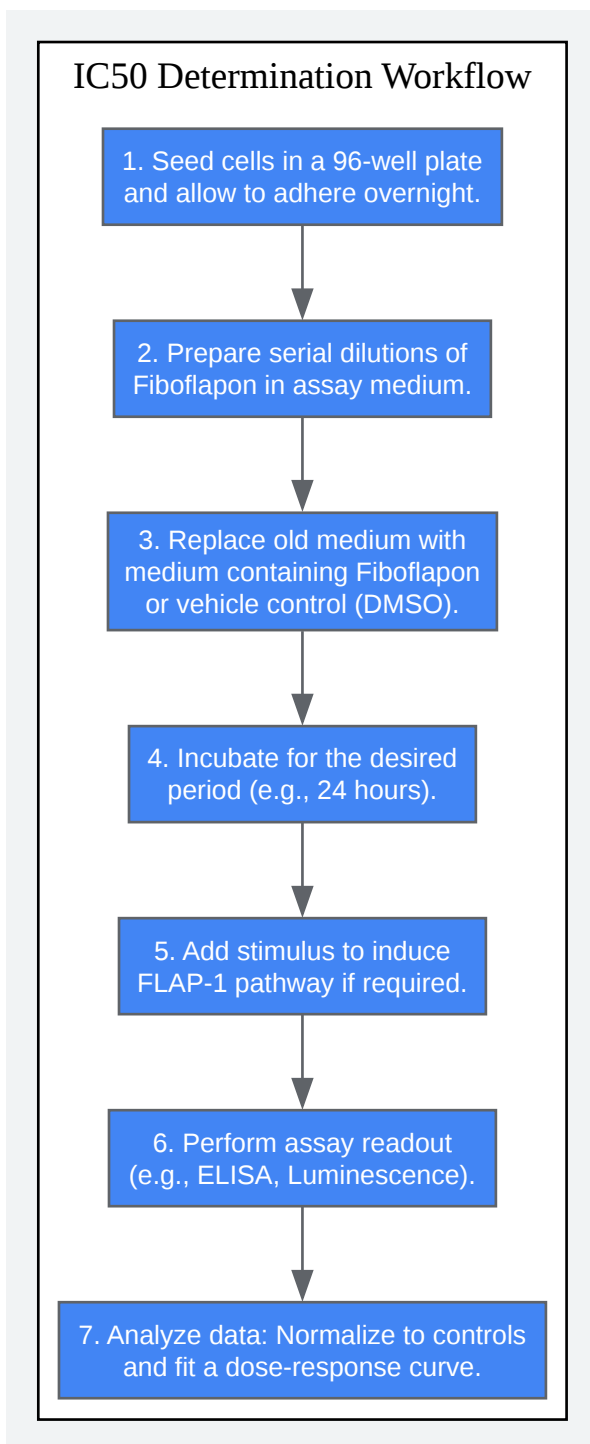 IC50 Determination Workflow
1. Seed cells in a 96-well plate
and allow to adhere overnight.
2. Prepare serial dilutions of
Fiboflapon in assay medium.
3. Replace old medium with
medium containing Fiboflapon
or vehicle control (DMSO).
4. Incubate for the desired
period (e.g., 24 hours).
5. Add stimulus to induce
FLAP-1 pathway if required.
6. Perform assay readout
(e.g., ELISA, Luminescence).
7. Analyze data: Normalize to controls
and fit a dose-response curve.